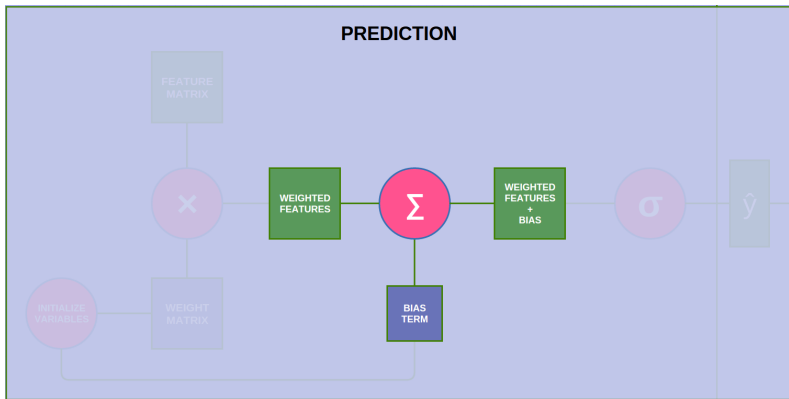 PREDICTION
FEATURE
MATRIX
×
WEIGHTED
FEATURES
Σ
WEIGHTED
FEATURES
+
BIAS
σ
ŷ
INITIALIZE
VARIABLES
WEIGHT
MATRIX
BIAS
TERM